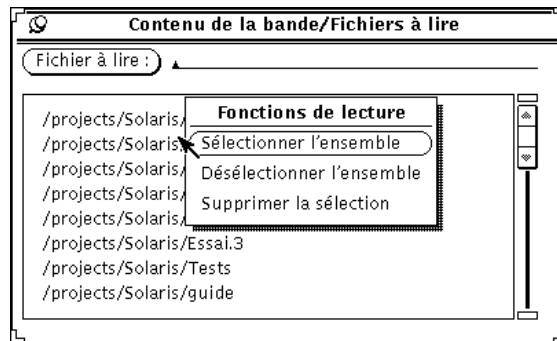 Contenu de la bande/Fichiers à lire
Fichier à lire :
/projects/Solaris/
/projects/Solaris/
/projects/Solaris/
/projects/Solaris/
/projects/Solaris/
/projects/Solaris/Essai.3
/projects/Solaris/Tests
/projects/Solaris/guide
Fonctions de lecture
Sélectionner l'ensemble
Désélectionner l'ensemble
Supprimer la sélection